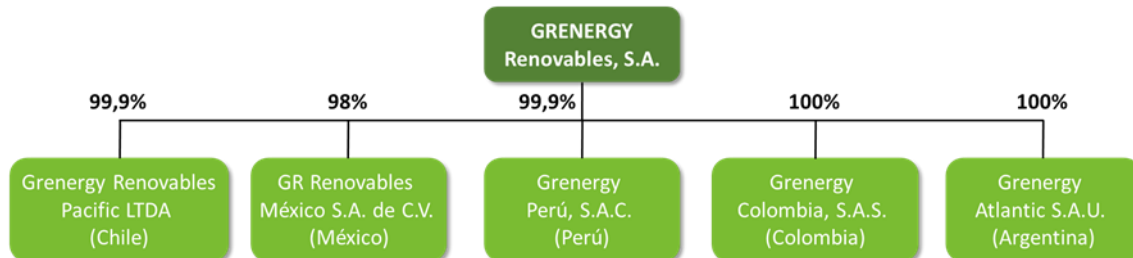 GRENERGY
Renovables, S.A.
99,9%
98%
99,9%
100%
100%
Grenergy Renovables
Pacific LTDA
(Chile)
GR Renovables
México S.A. de C.V.
(México)
Grenergy
Perú, S.A.C.
(Perú)
Grenergy
Colombia, S.A.S.
(Colombia)
Grenergy
Atlantic S.A.U.
(Argentina)